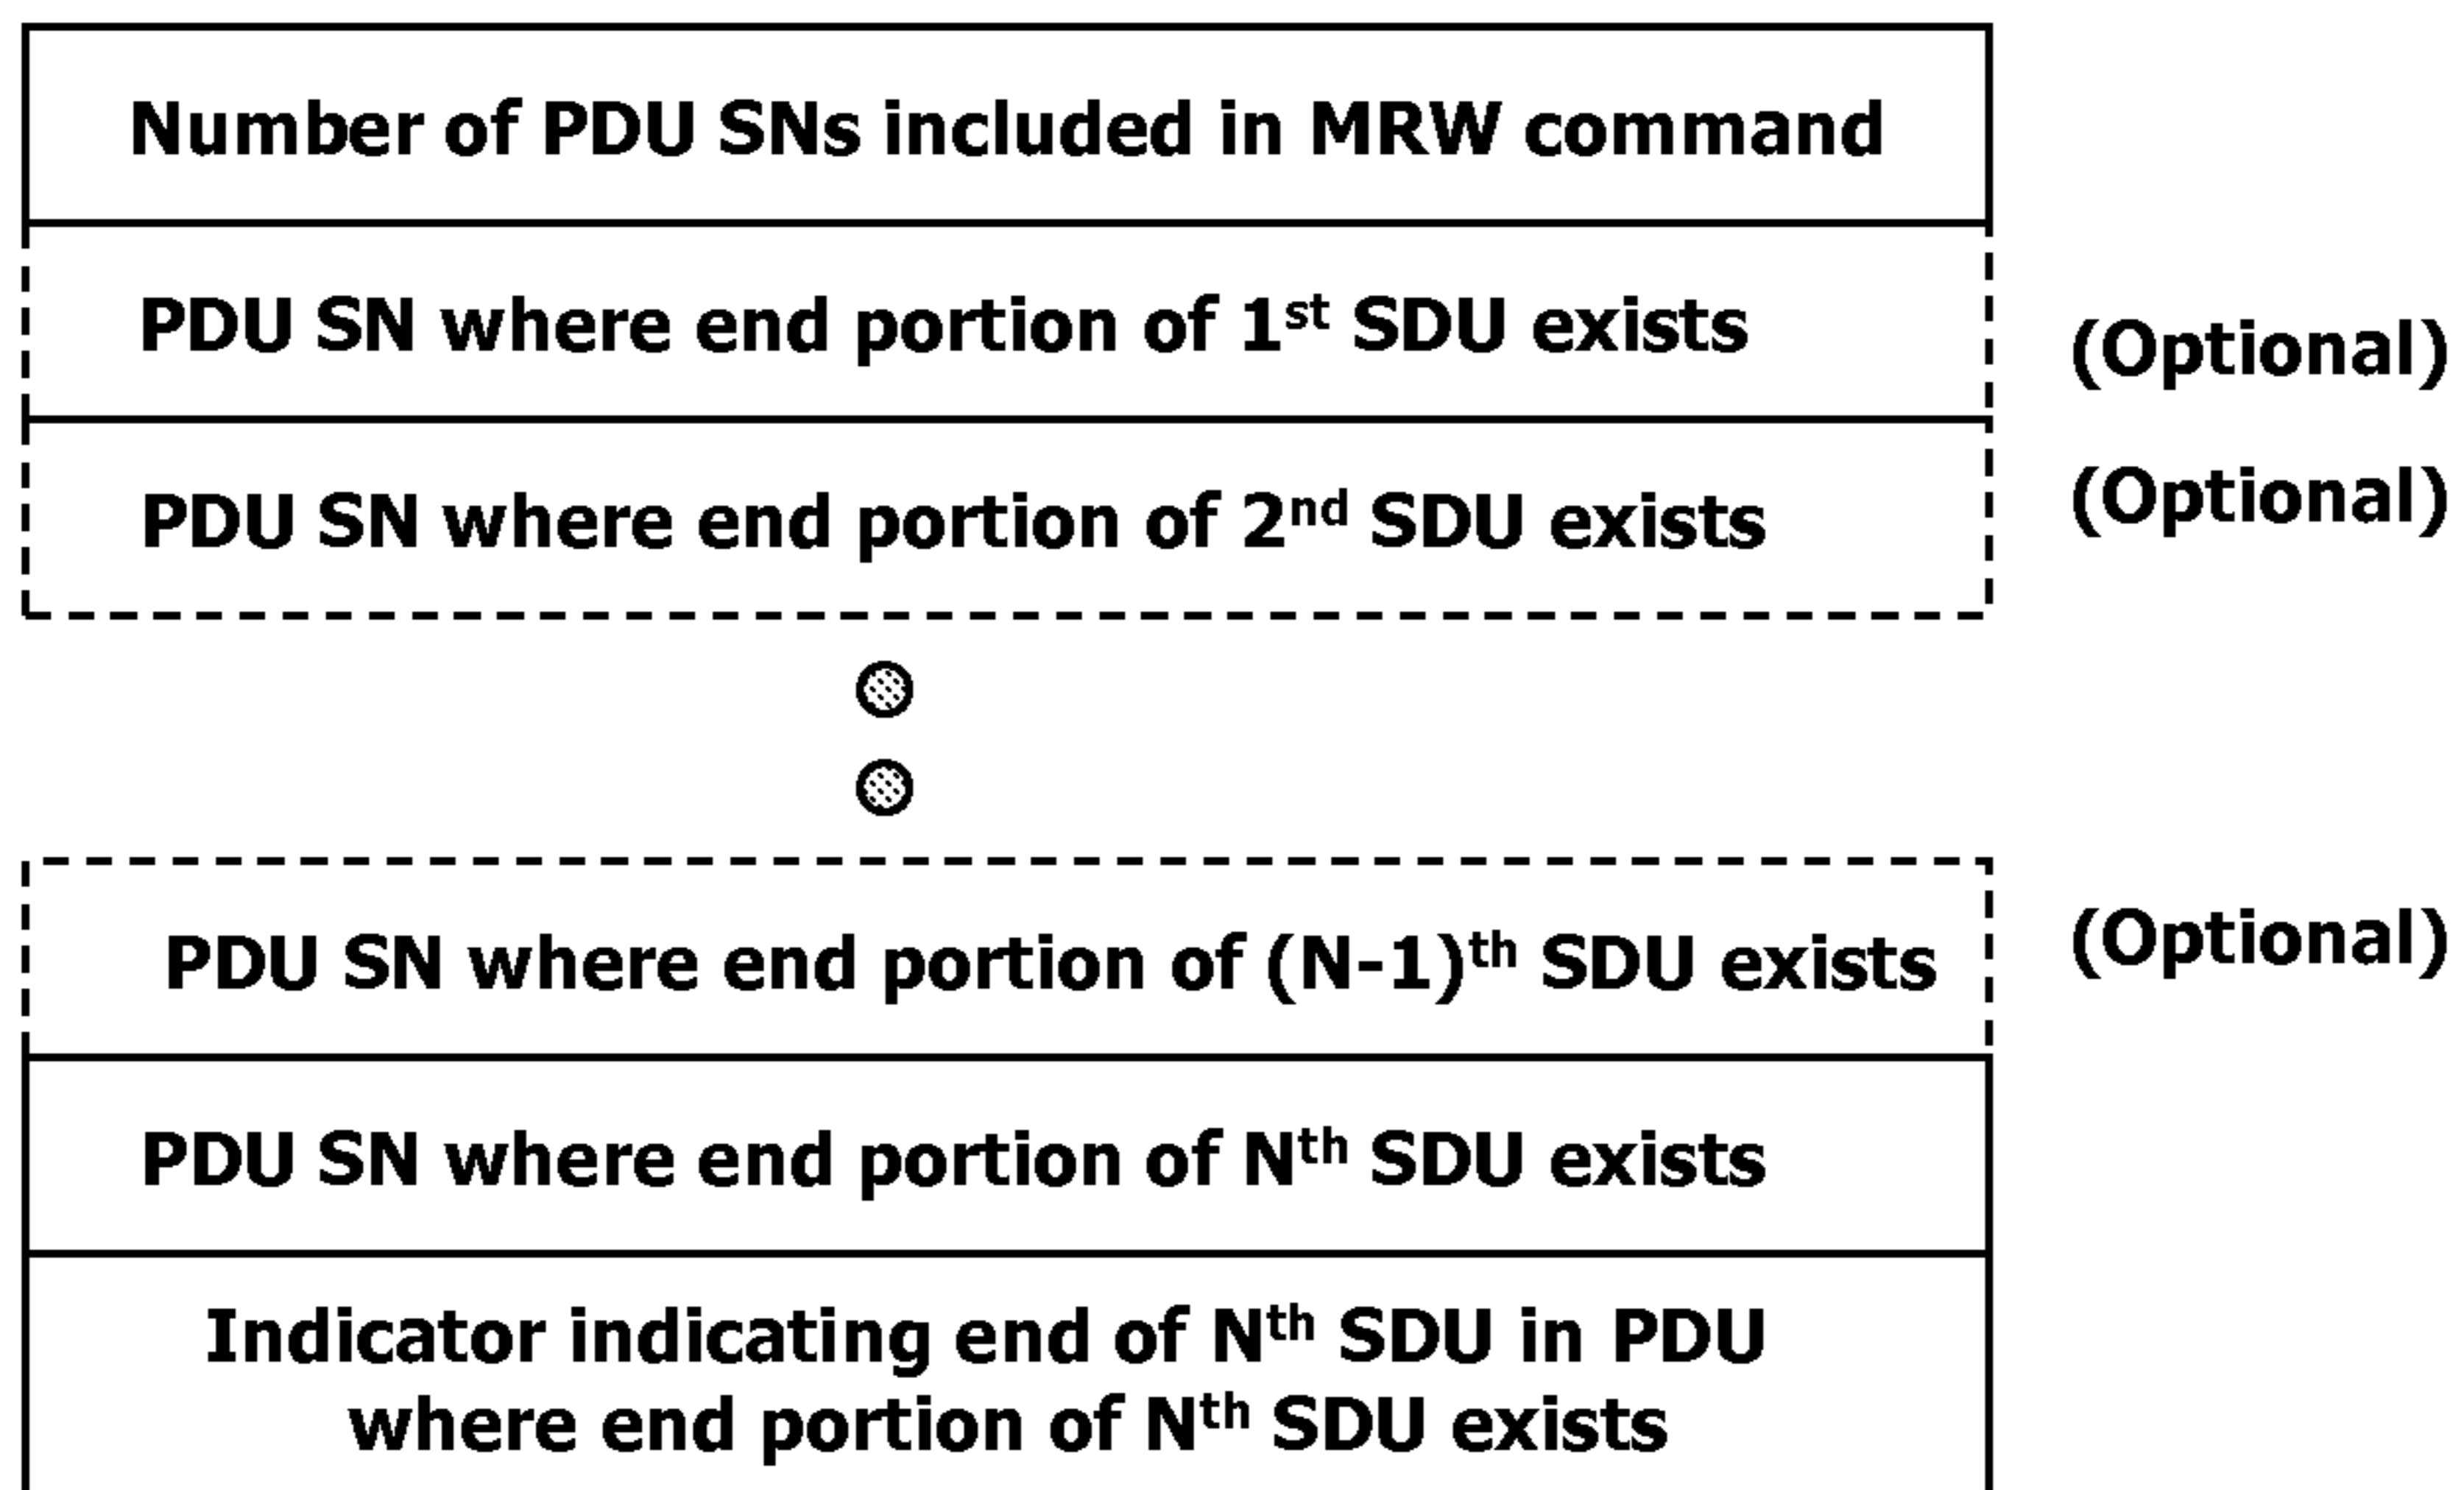 Number of PDU SNs included in MRW command
PDU SN where end portion of 1st SDU exists
(Optional)
PDU SN where end portion of 2nd SDU exists
(Optional)
PDU SN where end portion of (N-1)th SDU exists
(Optional)
PDU SN where end portion of Nth SDU exists
Indicator indicating end of Nth SDU in PDU
where end portion of Nth SDU exists